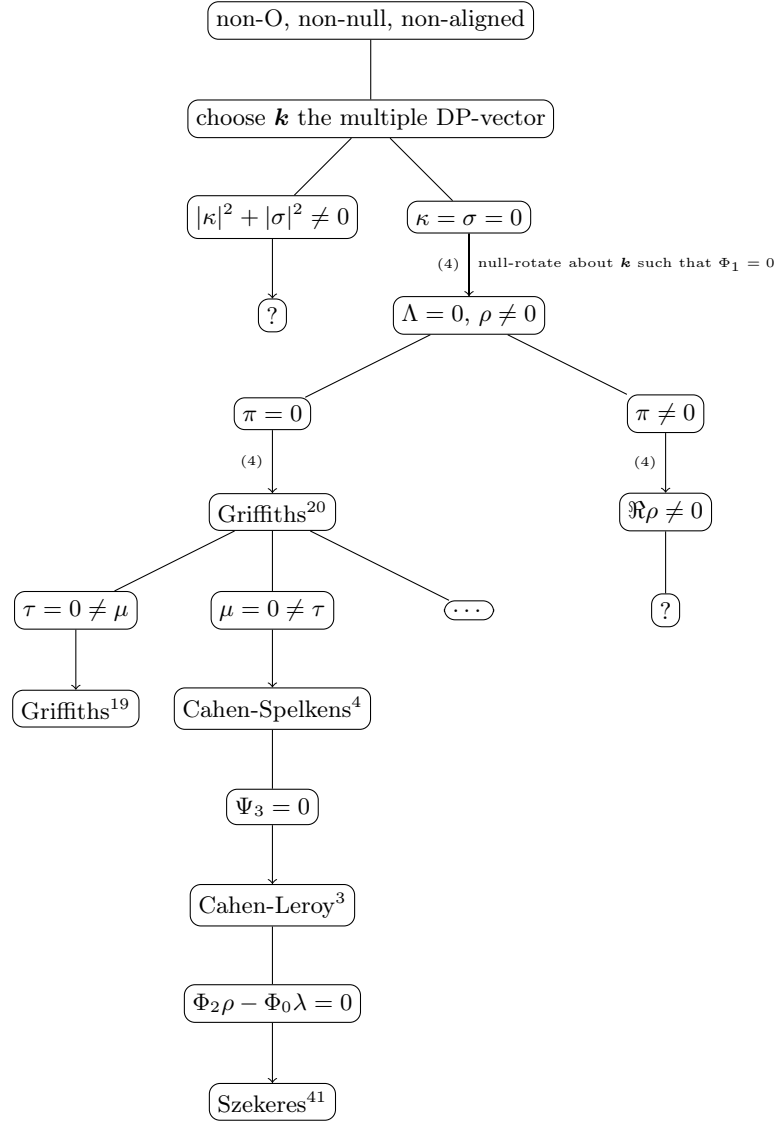 non-O, non-null, non-aligned
choose k the multiple DP-vector
|κ|² + |σ|² ≠ 0
κ = σ = 0
(4) null-rotate about k such that Φ₁ = 0
?
Λ = 0, ρ ≠ 0
π = 0
π ≠ 0
(4)
(4)
Griffiths²⁰
ℜρ ≠ 0
τ = 0 ≠ μ
μ = 0 ≠ τ
···
?
Griffiths¹⁹
Cahen-Spelkens⁴
Ψ₃ = 0
Cahen-Leroy³
Φ₂ρ − Φ₀λ = 0
Szekeres⁴¹